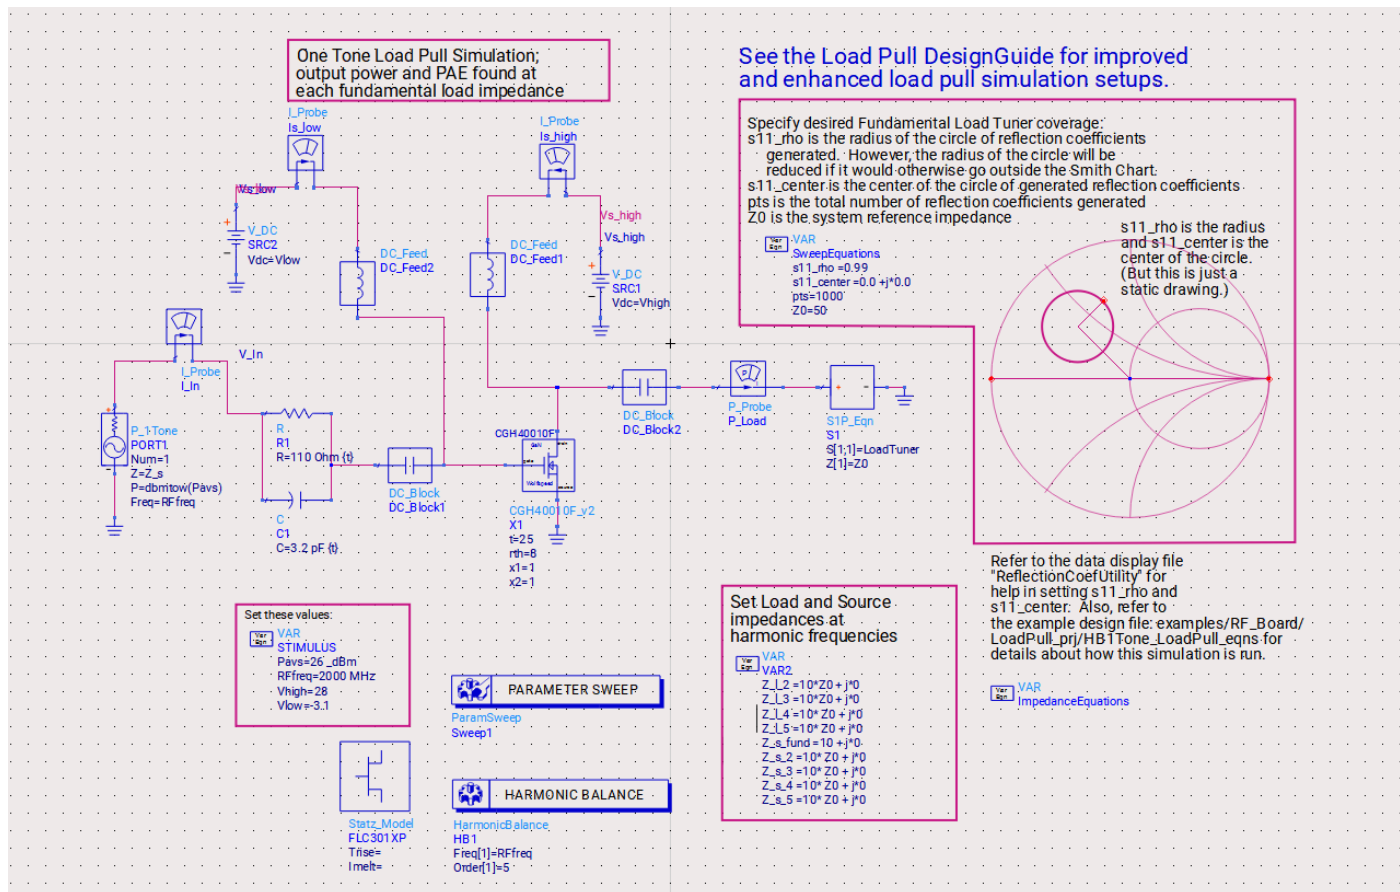 One Tone Load Pull Simulation;
output power and PAE found at
each fundamental load impedance
See the Load Pull DesignGuide for improved
and enhanced load pull simulation setups.
I_Probe
Is_low
I_Probe
Is_high
Vs_low
V_DC
SRC2
Vdc=Vlow
DC_Feed
DC_Feed2
DC_Feed
DC_Feed1
Vs_high
Vs_high
V_DC
SRC1
Vdc=Vhigh
Specify desired Fundamental Load Tuner coverage:
s11_rho is the radius of the circle of reflection coefficients
generated. However, the radius of the circle will be
reduced if it would otherwise go outside the Smith Chart.
s11_center is the center of the circle of generated reflection coefficients
pts is the total number of reflection coefficients generated
Z0 is the system reference impedance
Var
Eqn
VAR
SweepEquations
s11_rho =0.99
s11_center =0.0 +j*0.0
pts=1000
Z0=50
s11_rho is the radius
and s11_center is the
center of the circle.
(But this is just a
static drawing.)
V_In
I_Probe
I_In
P_1Tone
PORT1
Num=1
Z=Z_s
P=dbmtow(Pavs)
Freq=RFfreq
R
R1
R=110 Ohm {t}
C
C1
C=3.2 pF {t}
DC_Block
DC_Block1
CGH40010F
CGH40010F_v2
X1
t=25
rth=8
x1=1
x2=1
DC_Block
DC_Block2
P_Probe
P_Load
S1P_Eqn
S1
S[1,1]=LoadTuner
Z[1]=Z0
Refer to the data display file
"ReflectionCoefUtility" for
help in setting s11_rho and
s11_center. Also, refer to
the example design file: examples/RF_Board/
LoadPull_prj/HB1Tone_LoadPull_eqns for
details about how this simulation is run.
Var
Eqn
VAR
ImpedanceEquations
Set these values:
Var
Eqn
VAR
STIMULUS
Pavs=26 _dBm
RFfreq=2000 MHz
Vhigh=28
Vlow=-3.1
PARAMETER SWEEP
ParamSweep
Sweep1
Set Load and Source
impedances at
harmonic frequencies
Var
Eqn
VAR
VAR2
Z_l_2 =10*Z0 + j*0
Z_l_3 =10*Z0 + j*0
Z_l_4 =10* Z0 + j*0
Z_l_5 =10* Z0 + j*0
Z_s_fund =10 +j*0
Z_s_2 =10* Z0 + j*0
Z_s_3 =10* Z0 + j*0
Z_s_4 =10* Z0 + j*0
Z_s_5 =10* Z0 + j*0
Statz_Model
FLC301XP
Trise=
Imelt=
HARMONIC BALANCE
HarmonicBalance
HB1
Freq[1]=RFfreq
Order[1]=5